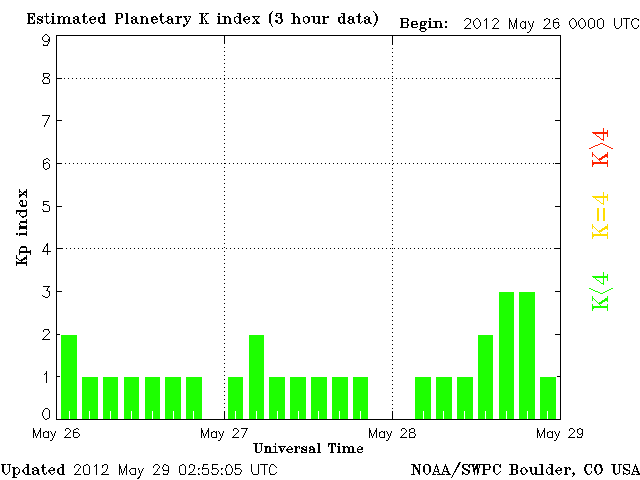 Estimated Planetary K index (3 hour data) Begin: 2012 May 26 0000 UTC
9
8
7
6
5
4
3
2
1
0
Kp index
K>4
K=4
K<4
May 26 May 27 May 28 May 29
Universal Time
Updated 2012 May 29 02:55:05 UTC NOAA/SWPC Boulder, CO USA